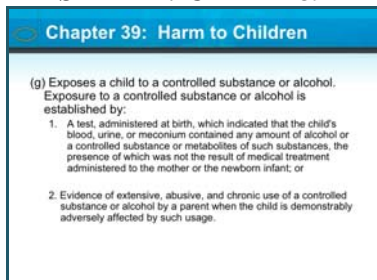 Chapter 39: Harm to Children
(g) Exposes a child to a controlled substance or alcohol.
Exposure to a controlled substance or alcohol is
established by:
1. A test, administered at birth, which indicated that the child's
blood, urine, or meconium contained any amount of alcohol or
a controlled substance or metabolites of such substances, the
presence of which was not the result of medical treatment
administered to the mother or the newborn infant; or
2. Evidence of extensive, abusive, and chronic use of a controlled
substance or alcohol by a parent when the child is demonstrably
adversely affected by such usage.